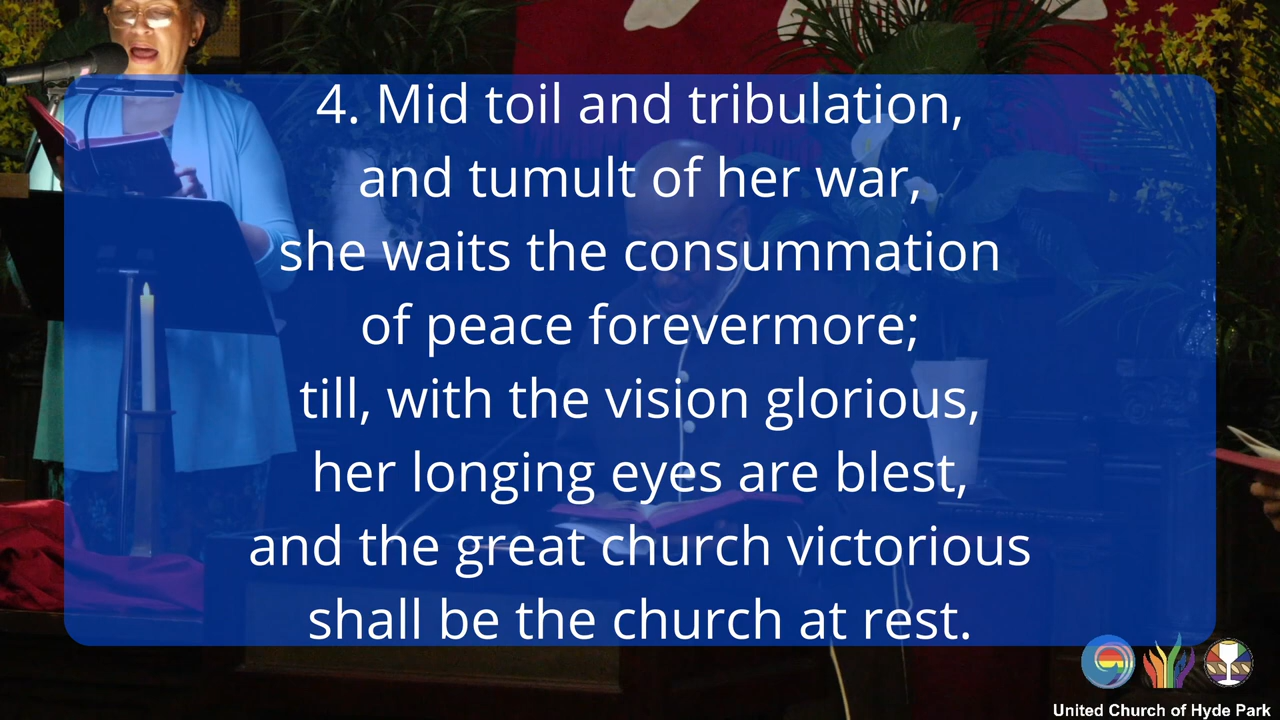 4. Mid toil and tribulation,
and tumult of her war,
she waits the consummation
of peace forevermore;
till, with the vision glorious,
her longing eyes are blest,
and the great church victorious
shall be the church at rest.
United Church of Hyde Park